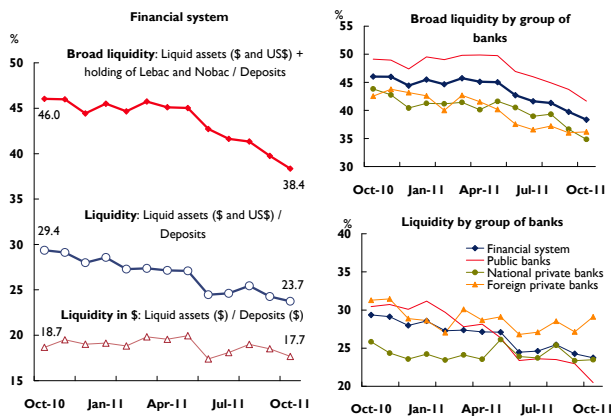 Financial system
%
Broad liquidity: Liquid assets ($ and US$) +
holding of Lebac and Nobac / Deposits
55
50
45
40
35
30
25
20
15
46.0
38.4
Liquidity: Liquid assets ($ and US$) /
Deposits
29.4
23.7
Liquidity in $: Liquid assets ($) / Deposits ($)
18.7
17.7
Oct-10 Jan-11 Apr-11 Jul-11 Oct-11
Broad liquidity by group of
banks
%
55
50
45
40
35
30
Oct-10 Jan-11 Apr-11 Jul-11 Oct-11
Liquidity by group of banks
%
40
35
30
25
20
Financial system
Public banks
National private banks
Foreign private banks
Oct-10 Jan-11 Apr-11 Jul-11 Oct-11